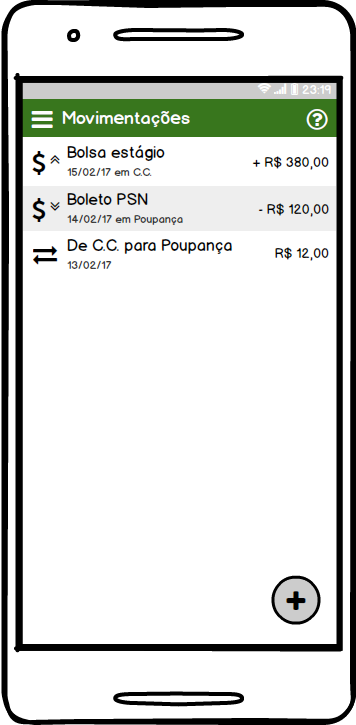 23:19
Movimentações
Bolsa estágio
15/02/17 em C.C.
+ R$ 380,00
Boleto PSN
14/02/17 em Poupança
- R$ 120,00
De C.C. para Poupança
13/02/17
R$ 12,00